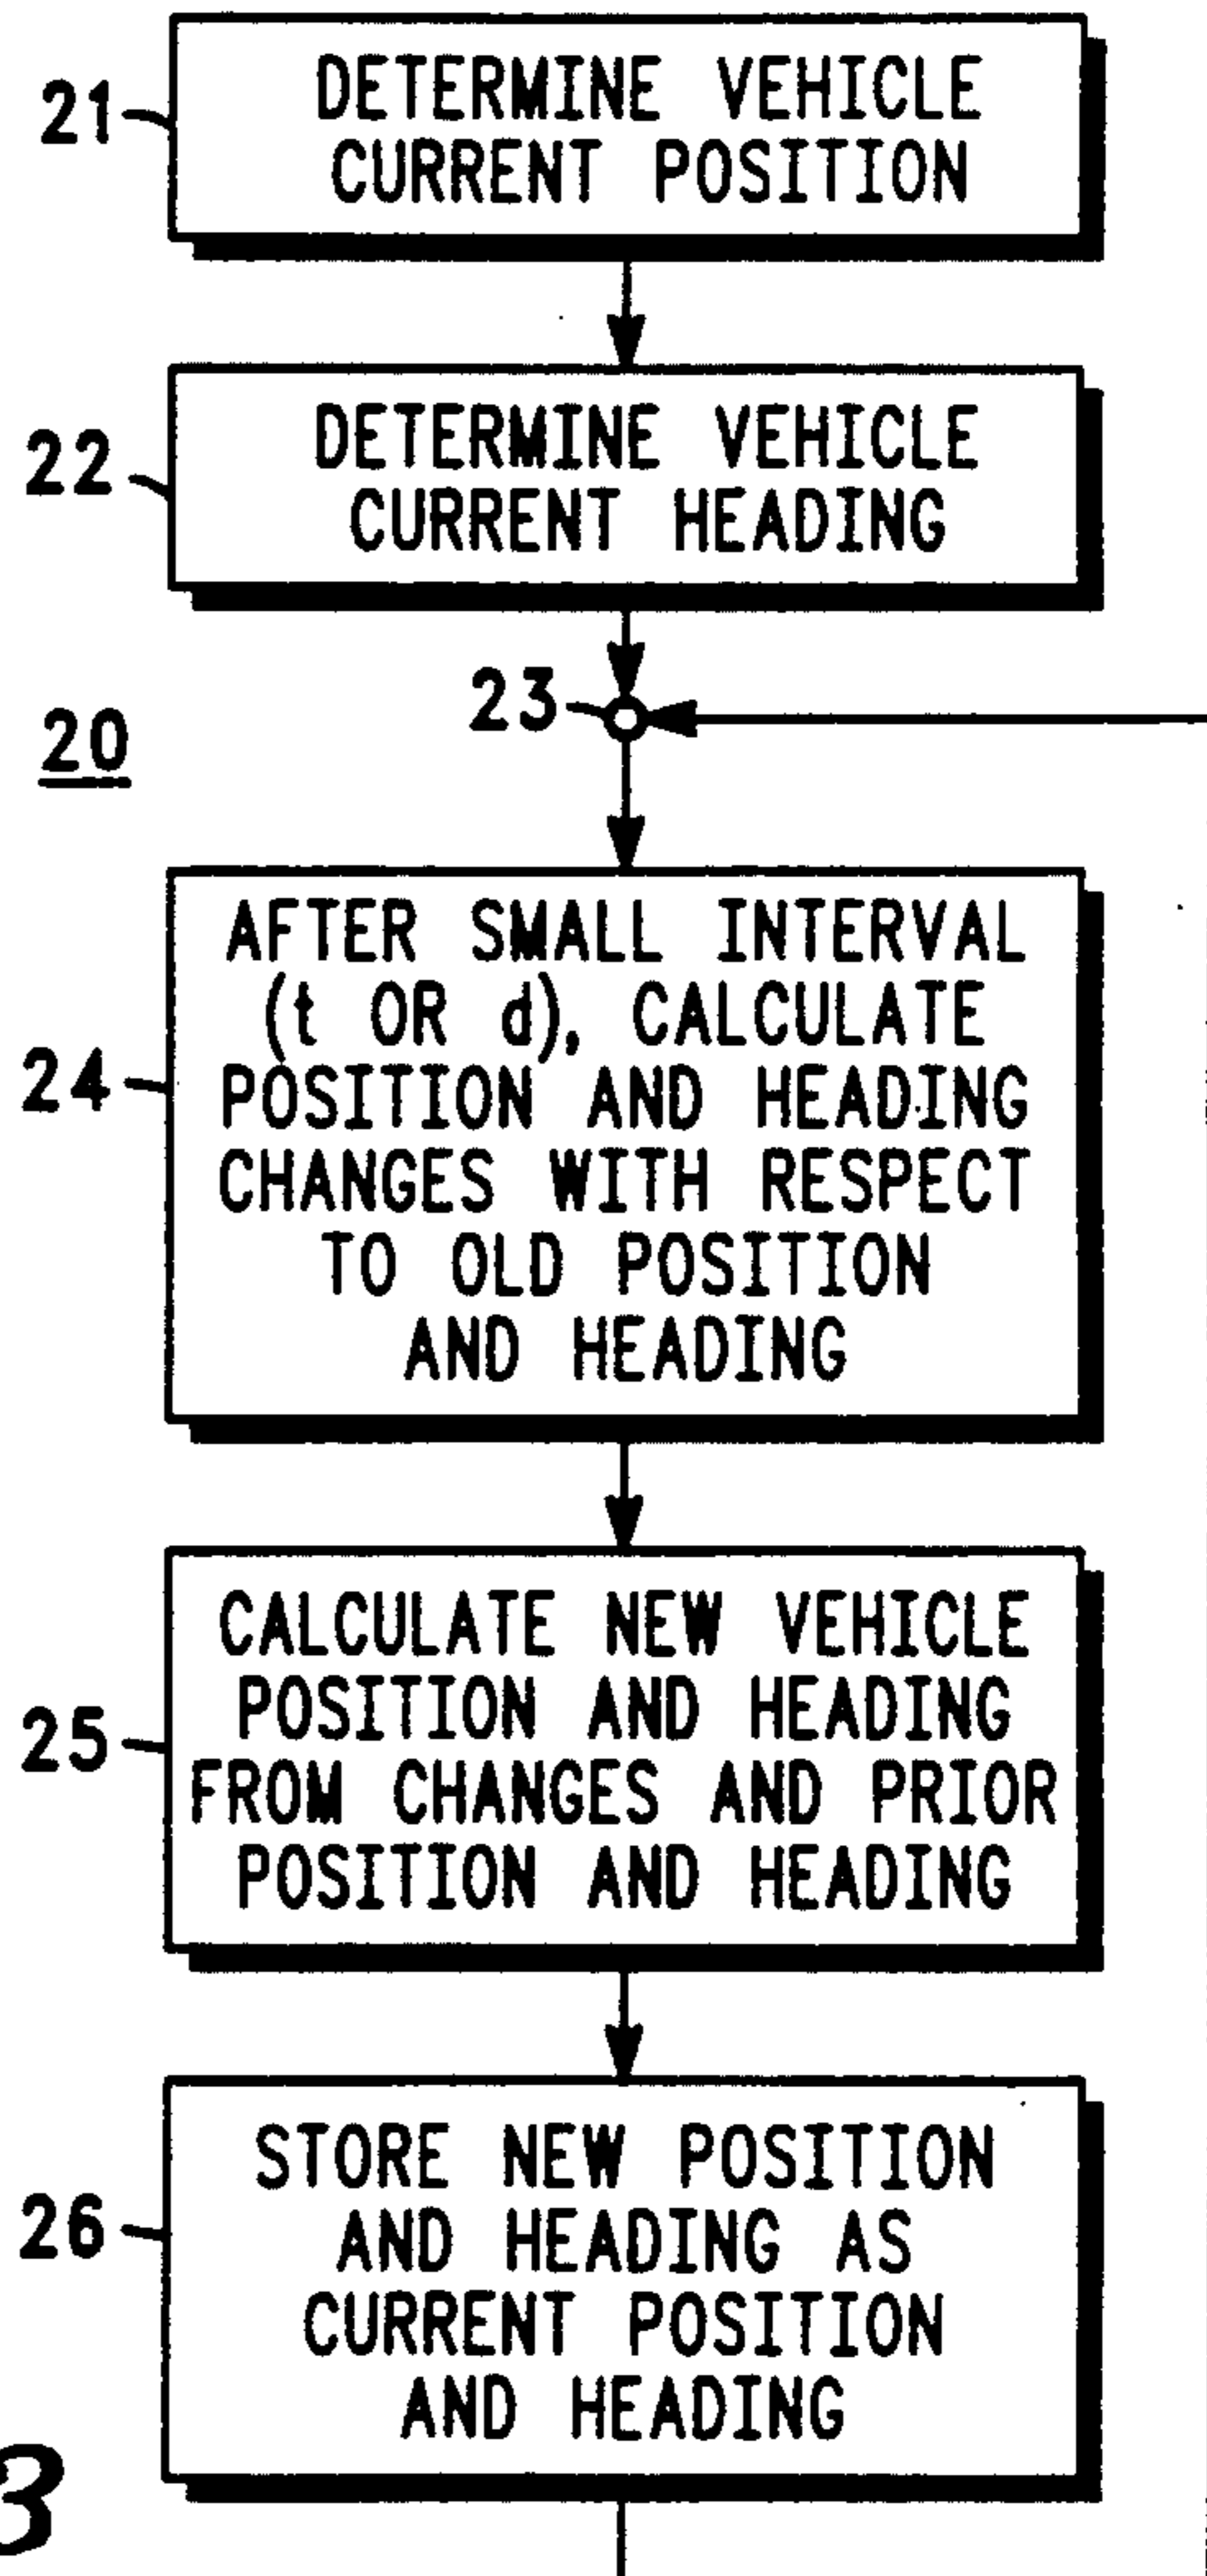 21
DETERMINE VEHICLE
CURRENT POSITION
22
DETERMINE VEHICLE
CURRENT HEADING
23
20
24
AFTER SMALL INTERVAL
(t OR d), CALCULATE
POSITION AND HEADING
CHANGES WITH RESPECT
TO OLD POSITION
AND HEADING
25
CALCULATE NEW VEHICLE
POSITION AND HEADING
FROM CHANGES AND PRIOR
POSITION AND HEADING
26
STORE NEW POSITION
AND HEADING AS
CURRENT POSITION
AND HEADING
3